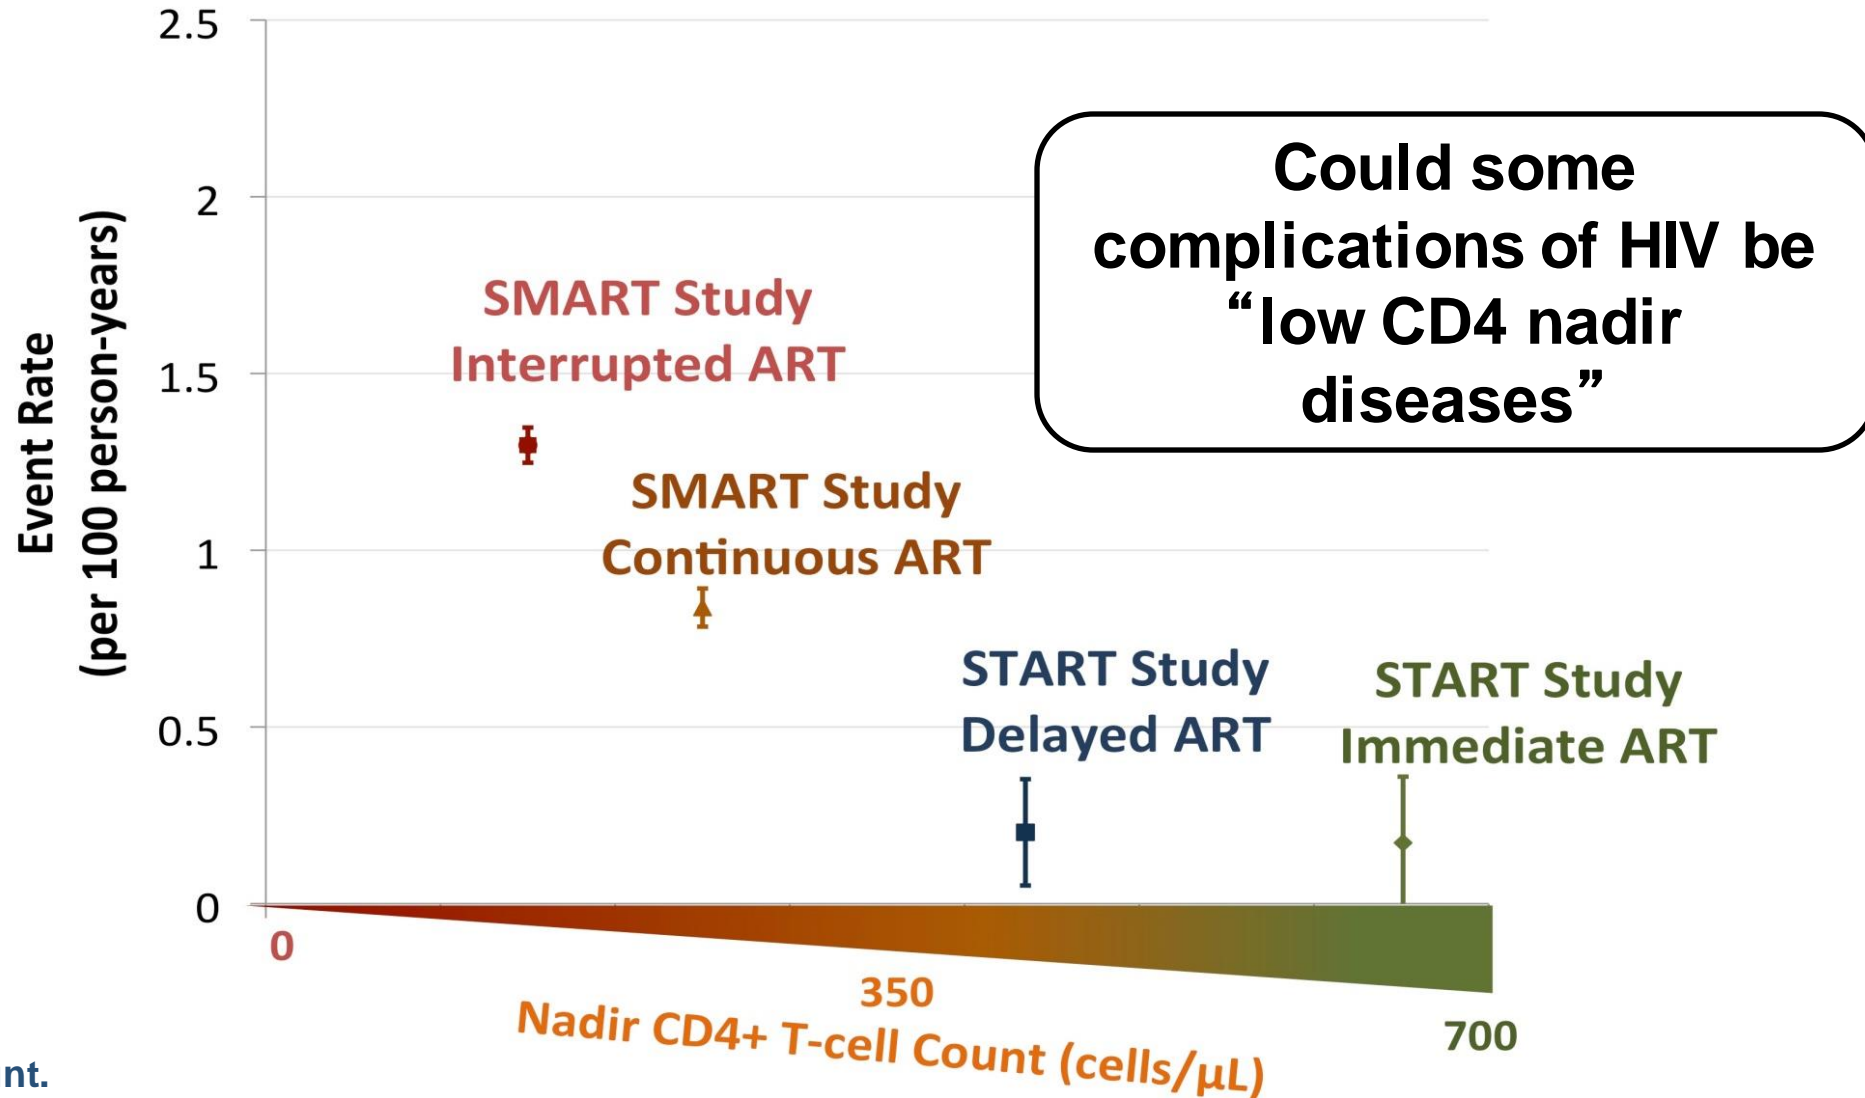 2.5
2
1.5
1
0.5
0
Event Rate
(per 100 person-years)
Could some
complications of HIV be
“low CD4 nadir
diseases”
SMART Study
Interrupted ART
SMART Study
Continuous ART
START Study
Delayed ART
START Study
Immediate ART
0
350
700
Nadir CD4+ T-cell Count (cells/μL)
nt.